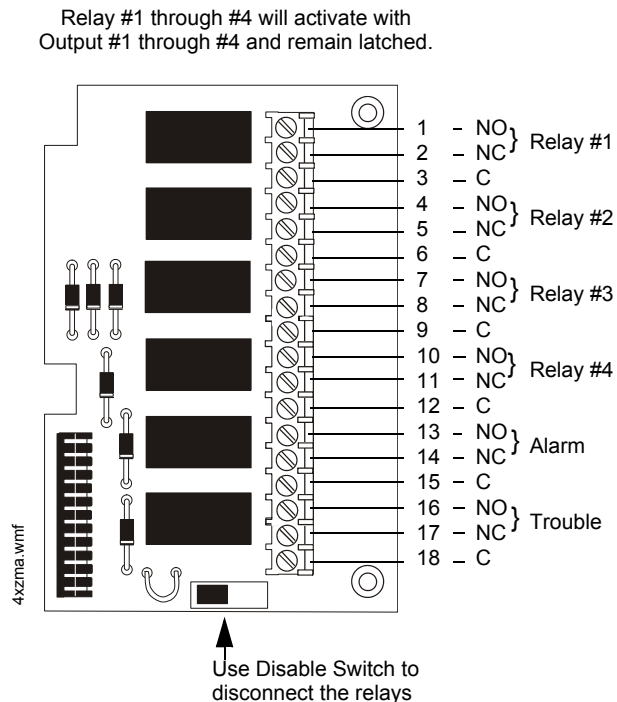 Relay #1 through #4 will activate with
Output #1 through #4 and remain latched.
1 – NO} Relay #1
2 – NC
3 – C
4 – NO} Relay #2
5 – NC
6 – C
7 – NO} Relay #3
8 – NC
9 – C
10 – NO} Relay #4
11 – NC
12 – C
13 – NO} Alarm
14 – NC
15 – C
16 – NO} Trouble
17 – NC
18 – C
4xzma.wmf
Use Disable Switch to
disconnect the relays